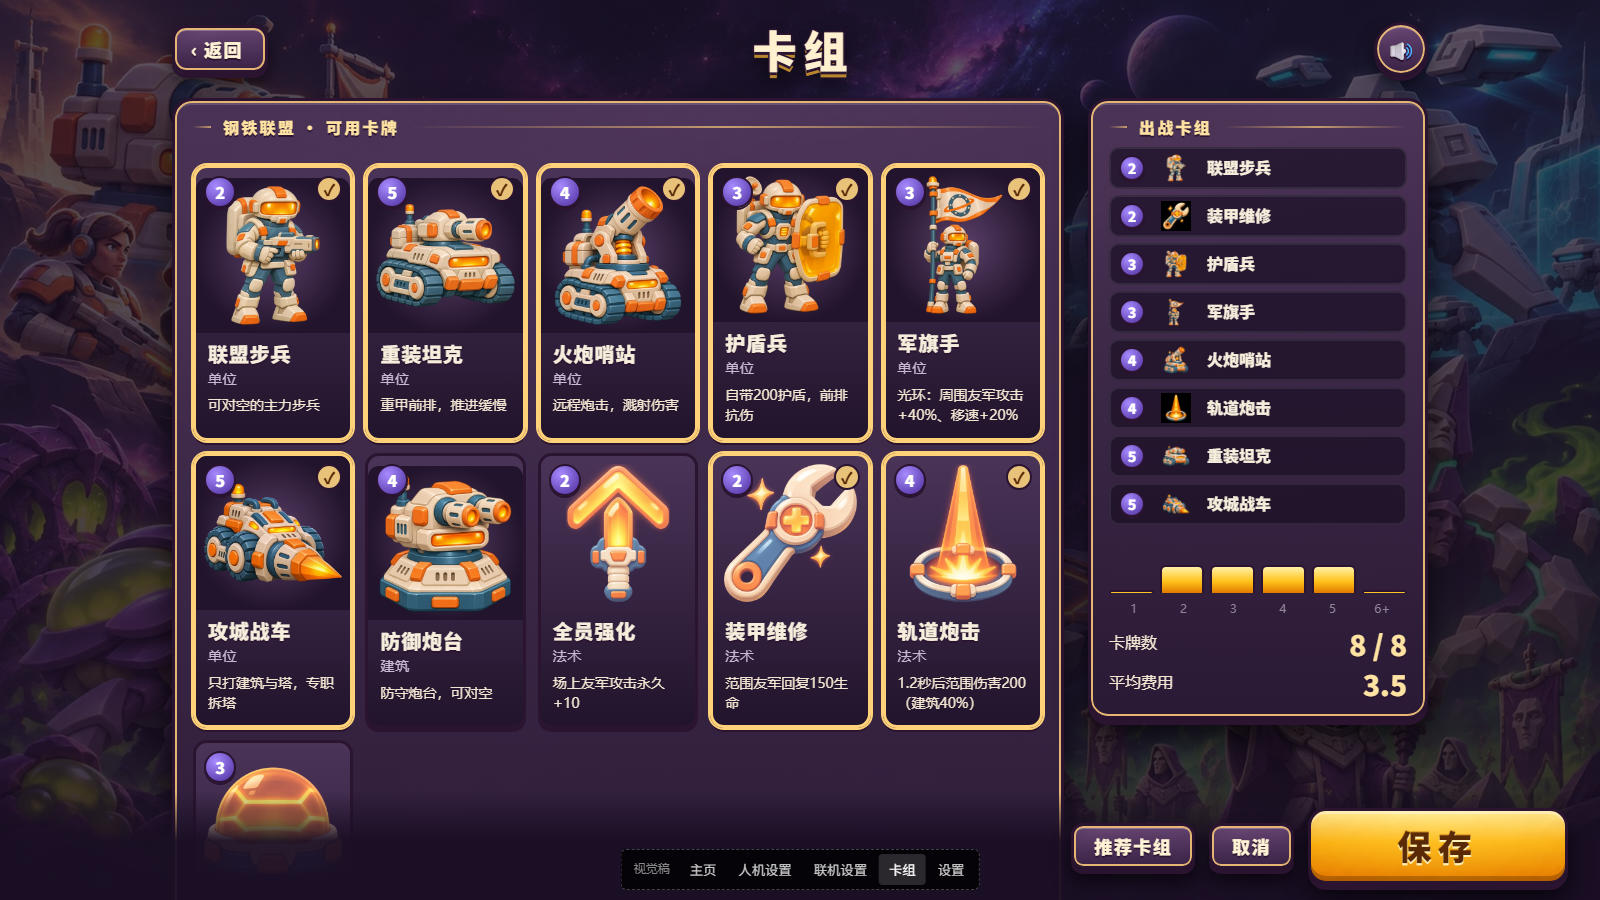 ‹ 返回
卡组
钢铁联盟 • 可用卡牌
2
联盟步兵
单位
可对空的主力步兵
5
重装坦克
单位
重甲前排，推进缓慢
4
火炮哨站
单位
远程炮击，溅射伤害
3
护盾兵
单位
自带200护盾，前排
抗伤
3
军旗手
单位
光环：周围友军攻击
+40%、移速+20%
5
攻城战车
单位
只打建筑与塔，专职
拆塔
4
防御炮台
建筑
防守炮台，可对空
2
全员强化
法术
场上友军攻击永久
+10
2
装甲维修
法术
范围友军回复150生
命
4
轨道炮击
法术
1.2秒后范围伤害200
（建筑40%）
3
出战卡组
2 联盟步兵
2 装甲维修
3 护盾兵
3 军旗手
4 火炮哨站
4 轨道炮击
5 重装坦克
5 攻城战车
1 2 3 4 5 6+
卡牌数 8 / 8
平均费用 3.5
推荐卡组 取消 保存
视觉稿 主页 人机设置 联机设置 卡组 设置